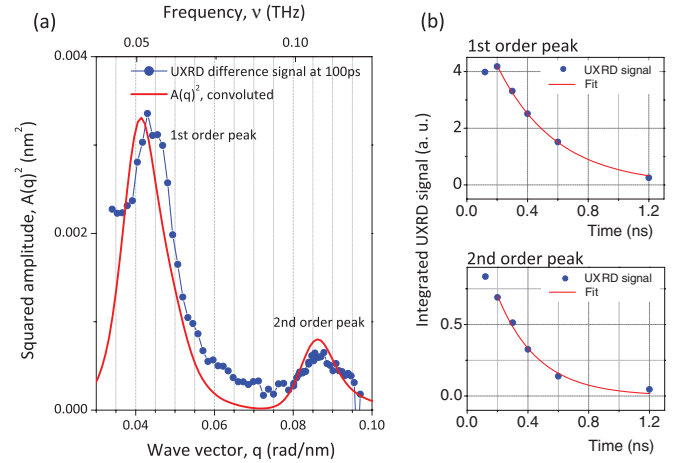 (a)
Frequency, ν (THz)
0.05
0.10
0.004
0.002
0.000
Squared amplitude, A(q)² (nm²)
UXRD difference signal at 100ps
A(q)², convoluted
1st order peak
2nd order peak
0.04
0.06
0.08
0.10
Wave vector, q (rad/nm)
(b)
Integrated UXRD signal (a. u.)
1st order peak
UXRD signal
Fit
4
2
0
0.0
0.4
0.8
1.2
Time (ns)
2nd order peak
UXRD signal
Fit
0.5
0.0
0.0
0.4
0.8
1.2
Time (ns)